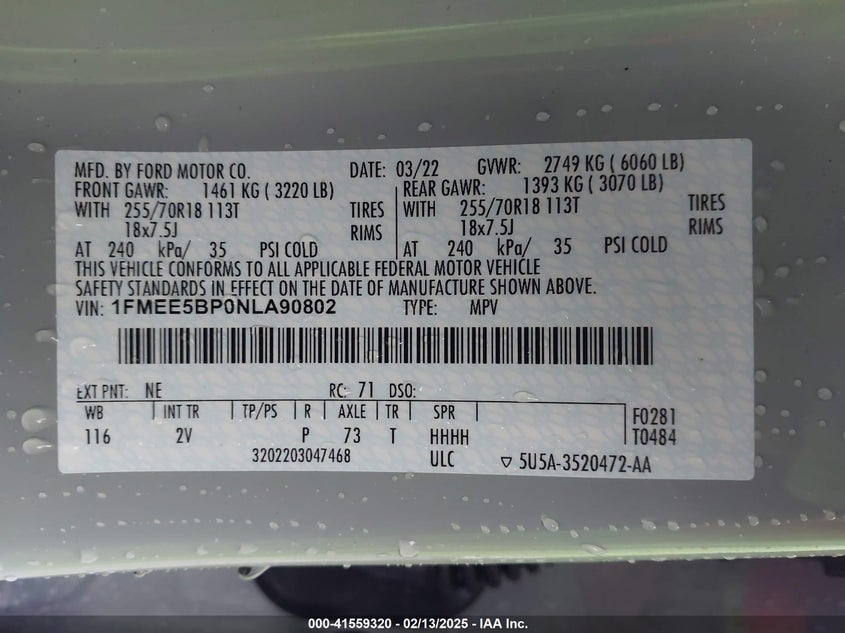 MFD. BY FORD MOTOR CO. DATE: 03/22 GVWR: 2749 KG ( 6060 LB)
FRONT GAWR: 1461 KG ( 3220 LB) REAR GAWR: 1393 KG ( 3070 LB)
WITH 255/70R18 113T TIRES WITH 255/70R18 113T TIRES
18x7.5J RIMS 18x7.5J RIMS
AT 240 kPa/ 35 PSI COLD AT 240 kPa/ 35 PSI COLD
THIS VEHICLE CONFORMS TO ALL APPLICABLE FEDERAL MOTOR VEHICLE
SAFETY STANDARDS IN EFFECT ON THE DATE OF MANUFACTURE SHOWN ABOVE.
VIN: 1FMEE5BP0NLA90802 TYPE: MPV
EXT PNT: NE RC: 71 DSO:
WB INT TR TP/PS R AXLE TR SPR F0281
116 2V P 73 T HHHH T0484
3202203047468 ULC ▽ 5U5A-3520472-AA
000-41559320 - 02/13/2025 - IAA Inc.